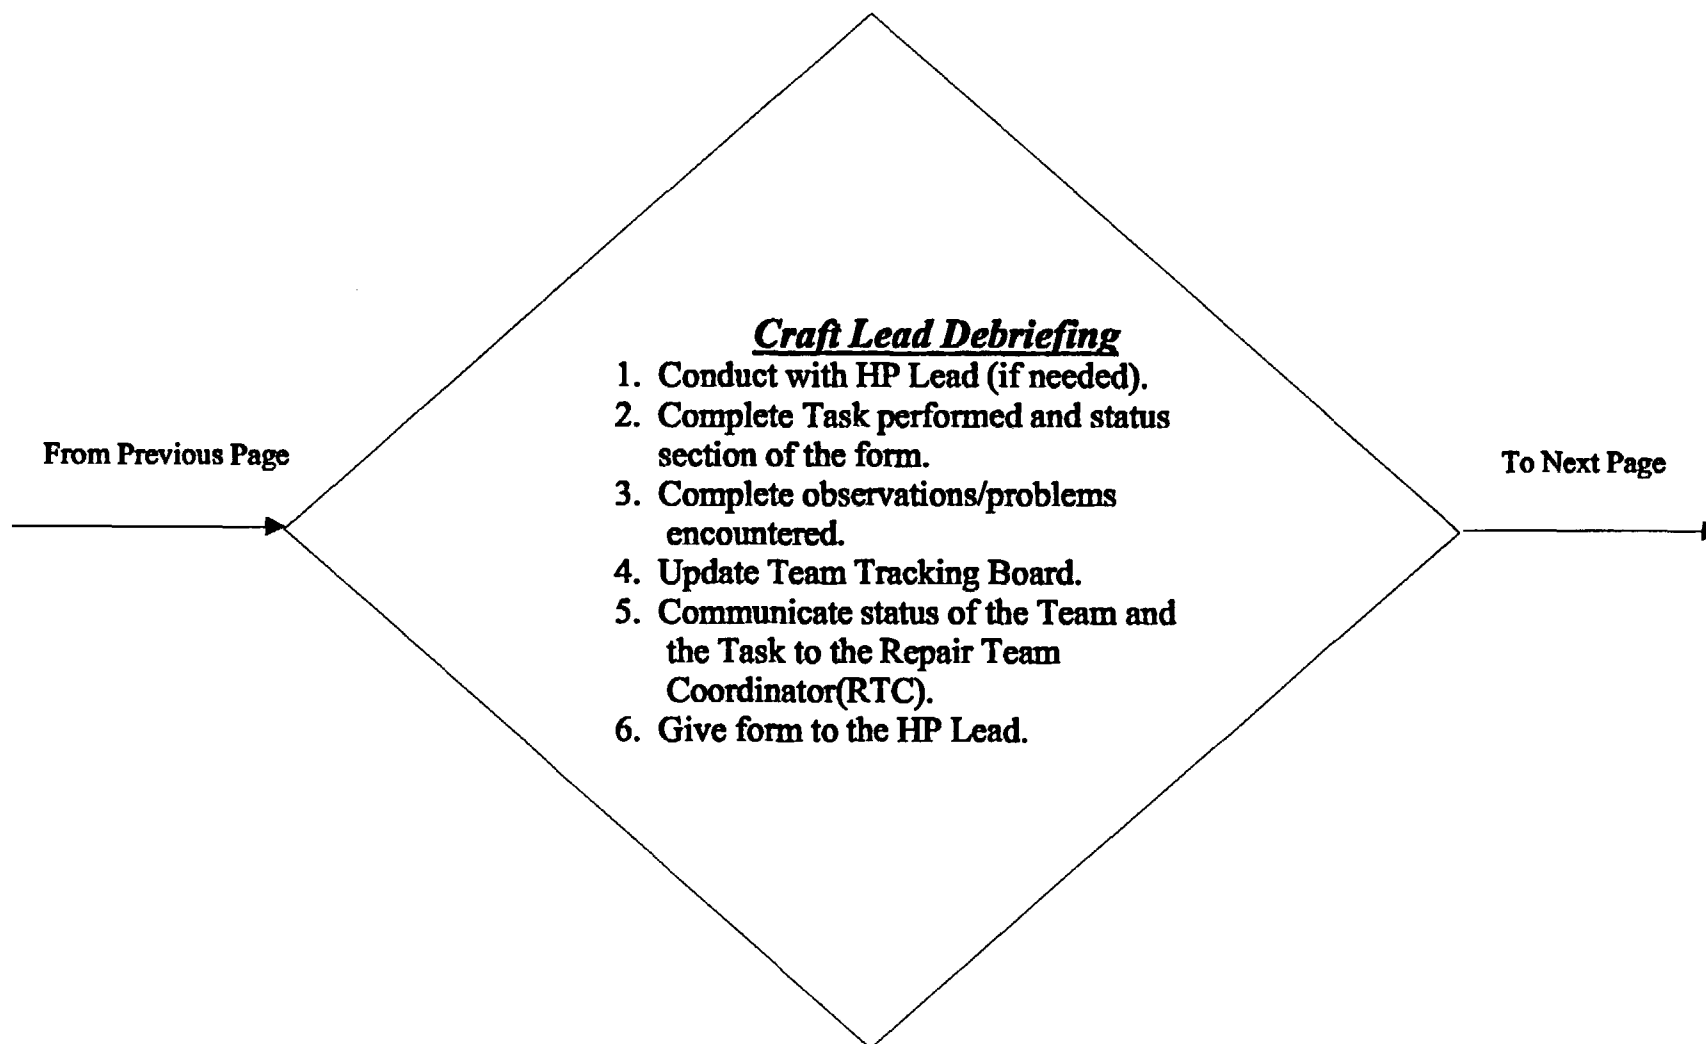 Craft Lead Debriefing
1. Conduct with HP Lead (if needed).
2. Complete Task performed and status
section of the form.
3. Complete observations/problems
encountered.
4. Update Team Tracking Board.
5. Communicate status of the Team and
the Task to the Repair Team
Coordinator(RTC).
6. Give form to the HP Lead.
From Previous Page
To Next Page